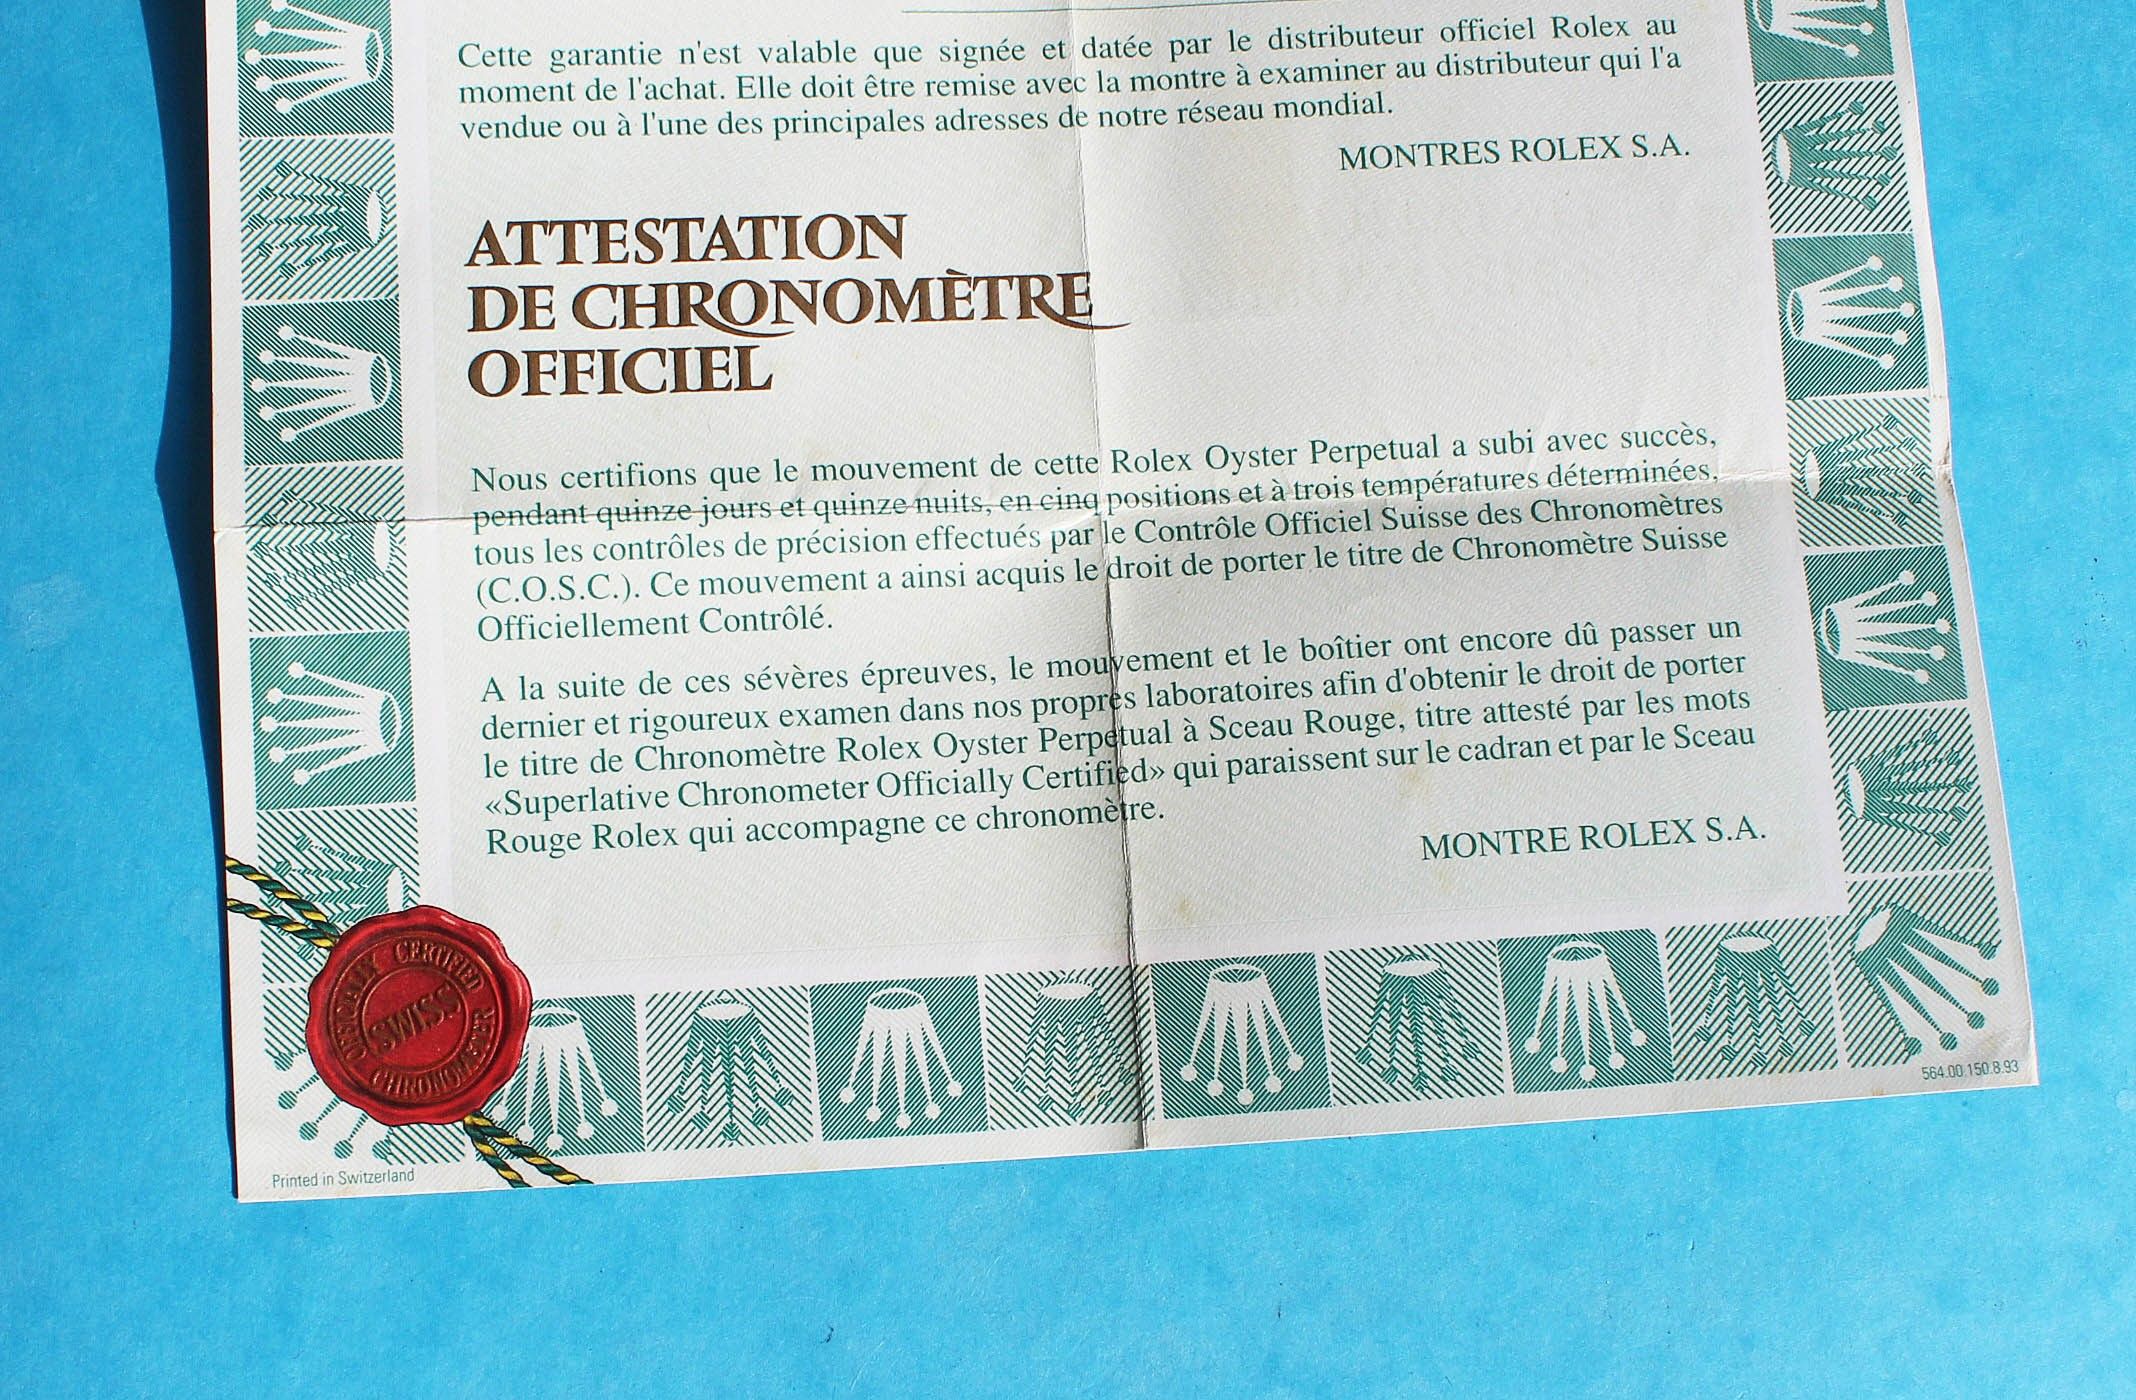 Cette garantie n'est valable que signée et datée par le distributeur officiel Rolex au
moment de l'achat. Elle doit être remise avec la montre à examiner au distributeur qui l'a
vendue ou à l'une des principales adresses de notre réseau mondial.
MONTRES ROLEX S.A.
ATTESTATION
DE CHRONOMÈTRE
OFFICIEL
Nous certifions que le mouvement de cette Rolex Oyster Perpetual a subi avec succès,
pendant quinze jours et quinze nuits, en cinq positions et à trois températures déterminées,
tous les contrôles de précision effectués par le Contrôle Officiel Suisse des Chronomètres
(C.O.S.C.). Ce mouvement a ainsi acquis le droit de porter le titre de Chronomètre Suisse
Officiellement Contrôlé.
A la suite de ces sévères épreuves, le mouvement et le boîtier ont encore dû passer un
dernier et rigoureux examen dans nos propres laboratoires afin d'obtenir le droit de porter
le titre de Chronomètre Rolex Oyster Perpetual à Sceau Rouge, titre attesté par les mots
«Superlative Chronometer Officially Certified» qui paraissent sur le cadran et par le Sceau
Rouge Rolex qui accompagne ce chronomètre.
MONTRE ROLEX S.A.
OFFICIALLY CERTIFIED
SWISS
CHRONOMETER
564.00.150.8.93
Printed in Switzerland